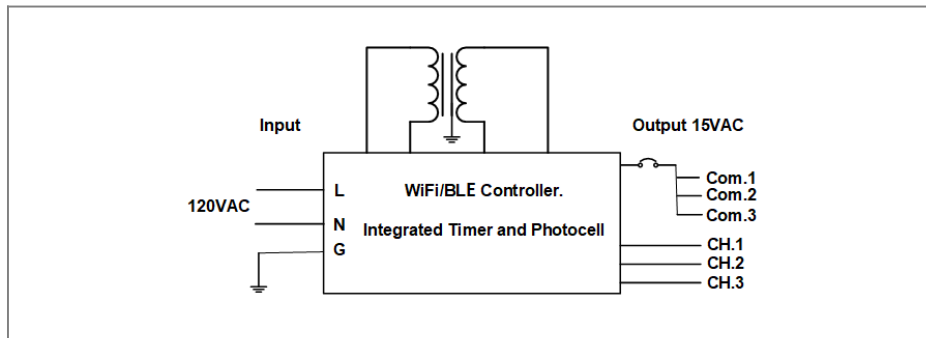 Input
Output 15VAC
120VAC
L
N
G
WiFi/BLE Controller.
Integrated Timer and Photocell
Com.1
Com.2
Com.3
CH.1
CH.2
CH.3